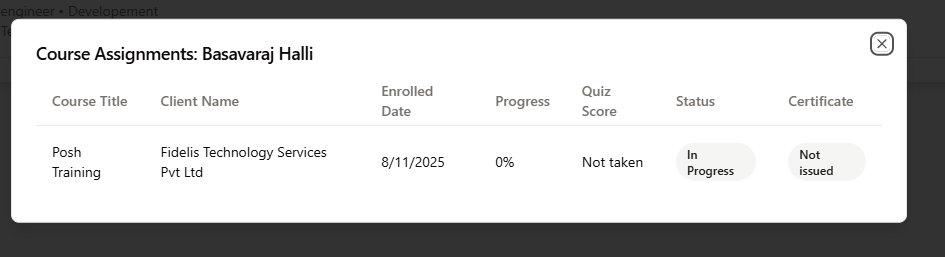 engineer • Developement
Te
Course Assignments: Basavaraj Halli
Course Title
Client Name
Enrolled
Date
Progress
Quiz
Score
Status
Certificate
Posh
Training
Fidelis Technology Services
Pvt Ltd
8/11/2025
0%
Not taken
In
Progress
Not
issued